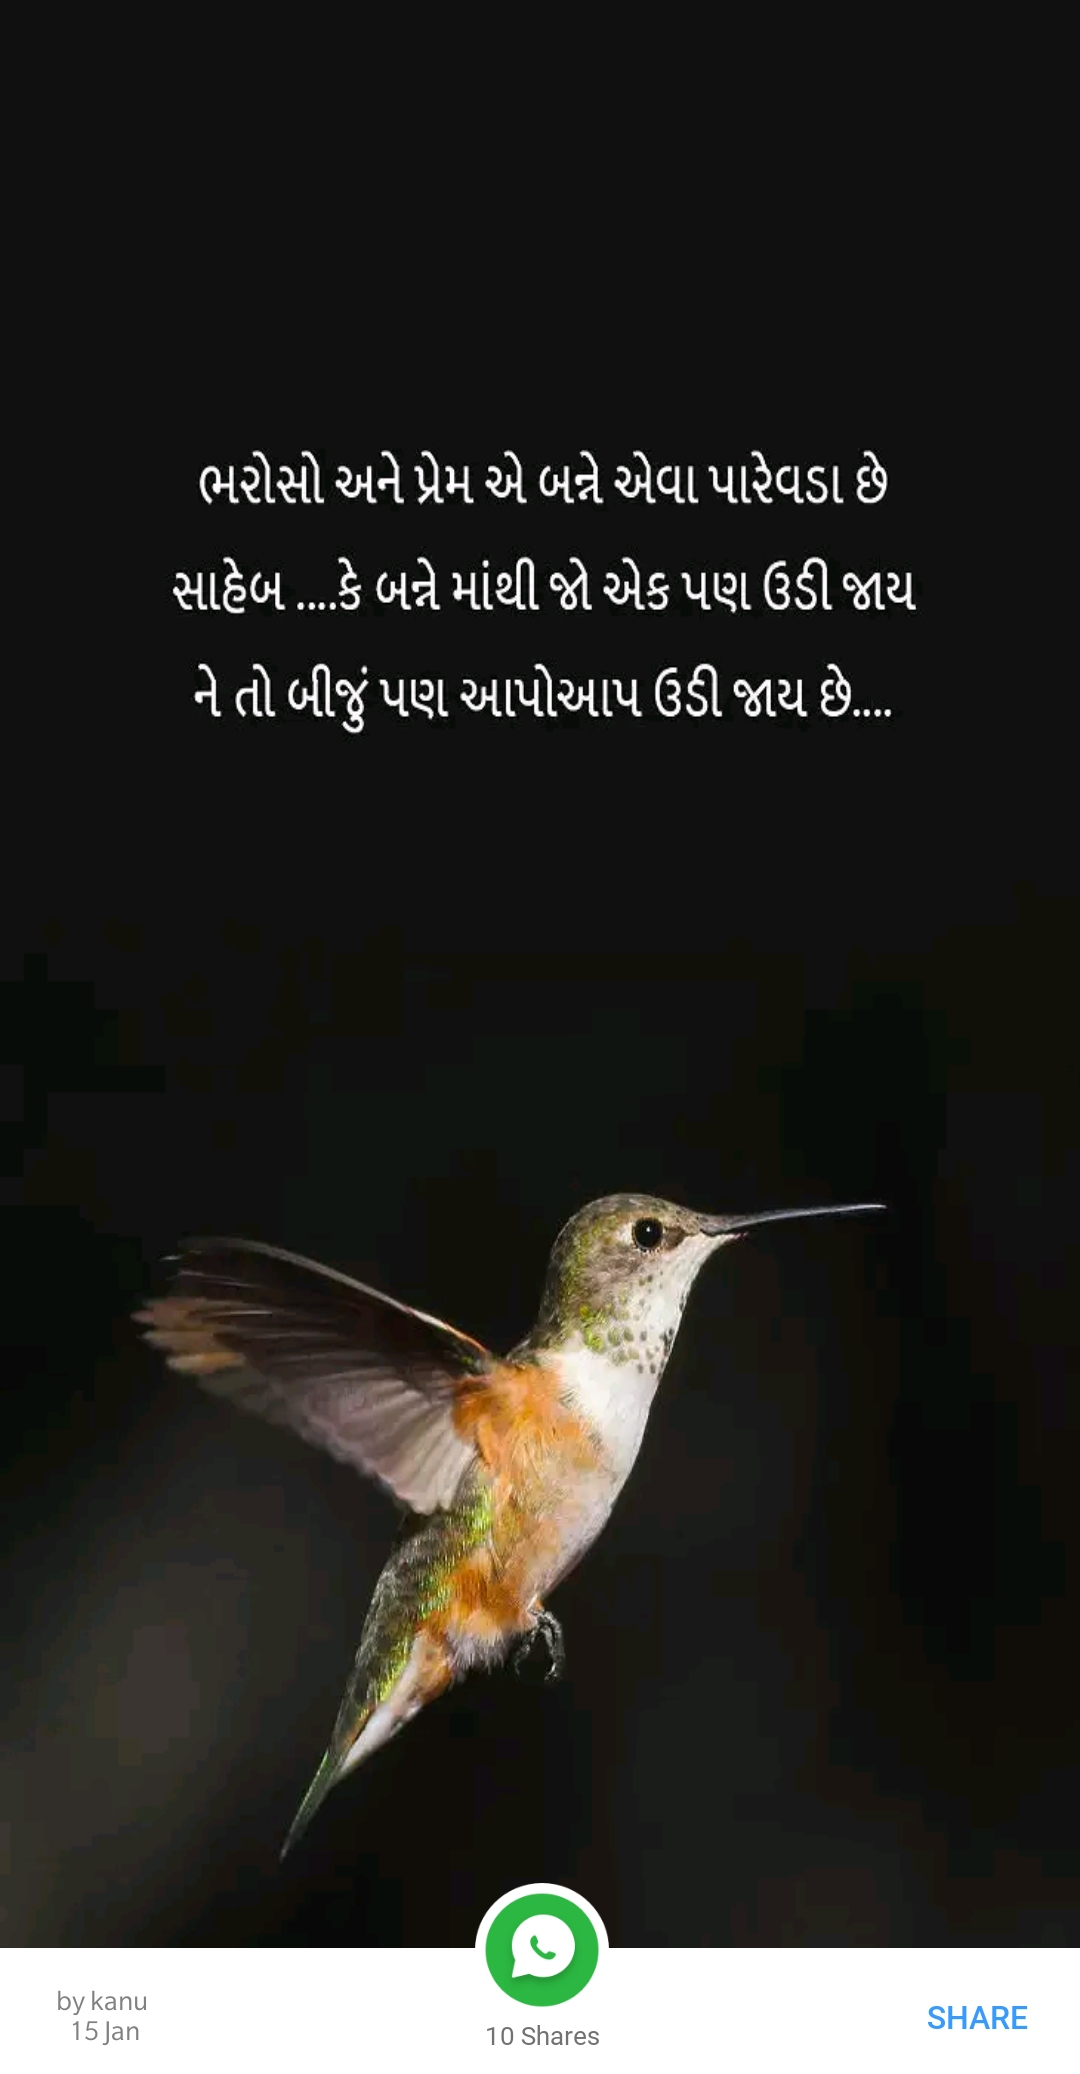 ભરોસો અને પ્રેમ એ બન્ને એવા પારેવડા છે
સાહેબ ....કે બન્ને માંથી જો એક પણ ઉડી જાય
ને તો બીજું પણ આપોઆપ ઉડી જાય છે....
by kanu
15 Jan
10 Shares
SHARE